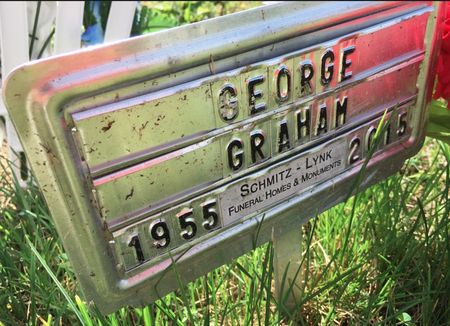 GEORGE
GRAHAM
1955 SCHMITZ - LYNK 2015
FUNERAL HOMES & MONUMENTS